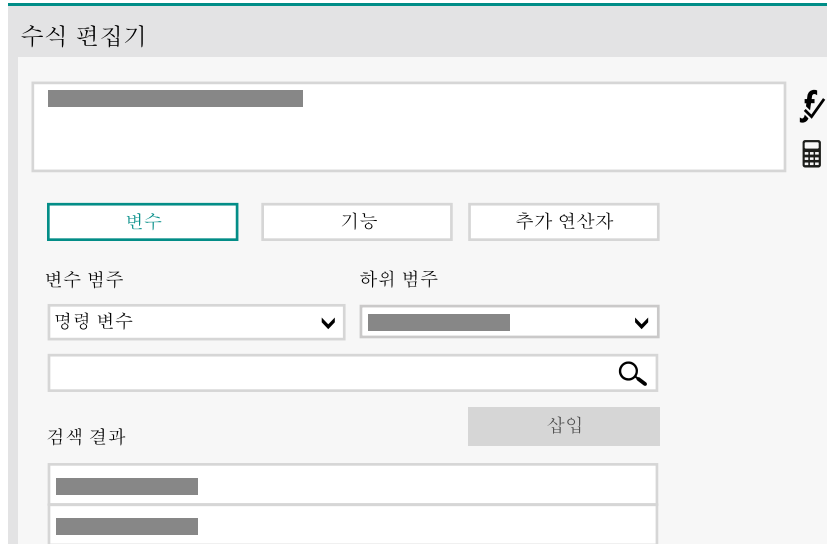 수식 편집기
변수
기능
추가 연산자
변수 범주
하위 범주
명령 변수
삽입
검색 결과